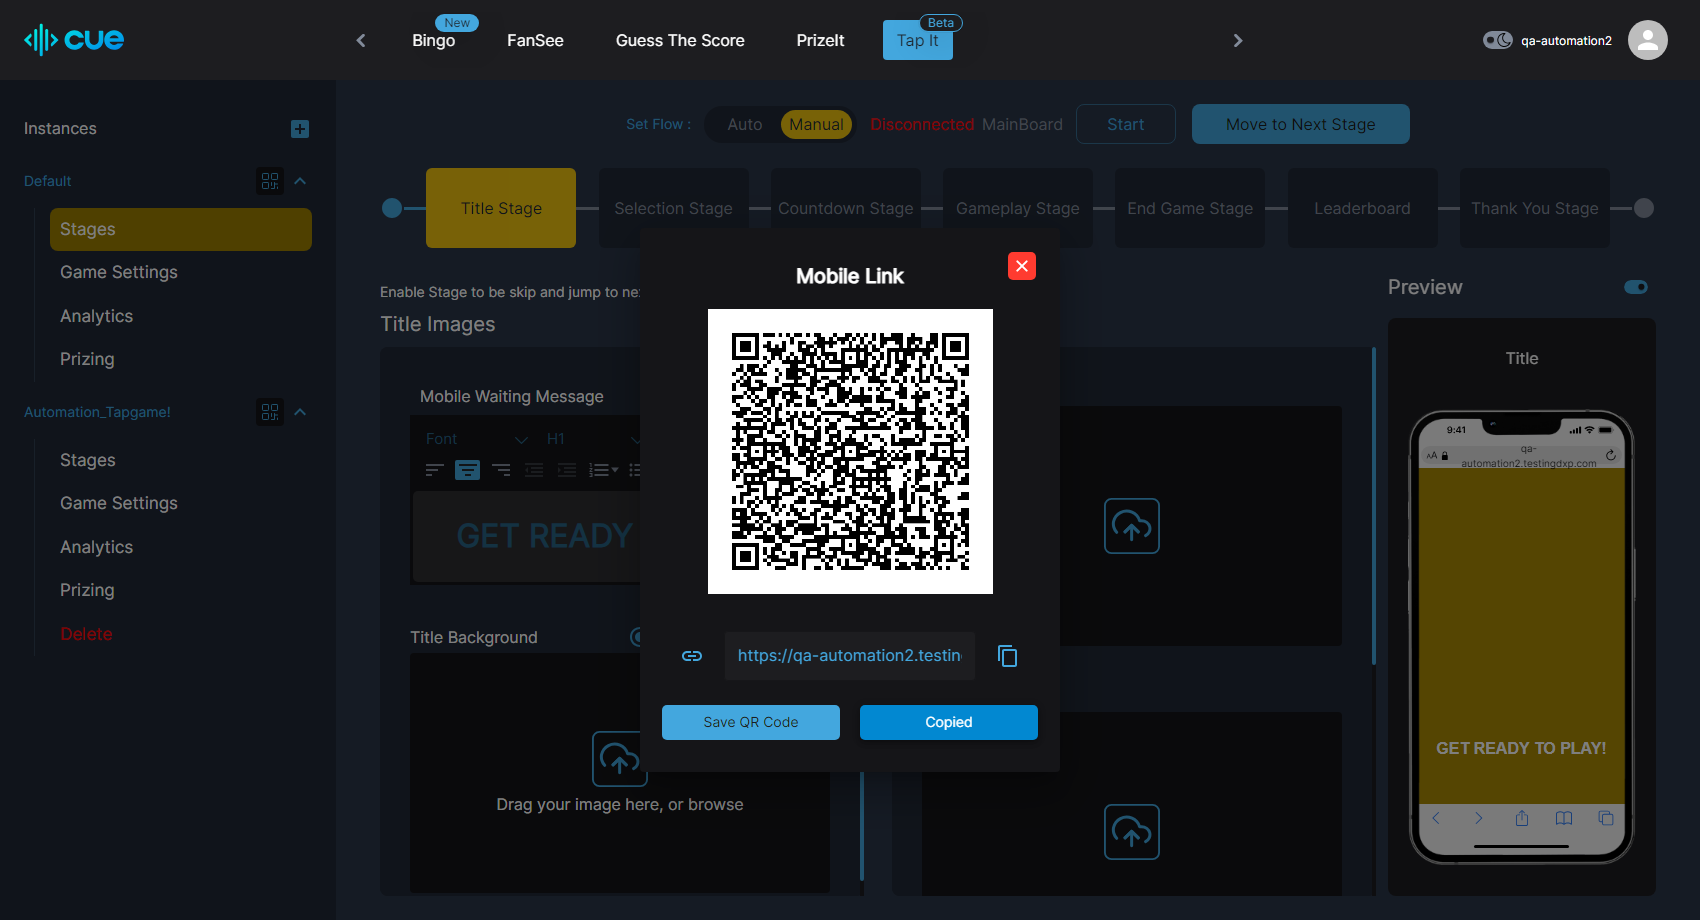 cue
New
Bingo
FanSee
Guess The Score
PrizeIt
Beta
Tap It
qa-automation2
Instances
Default
Stages
Game Settings
Analytics
Prizing
Automation_Tapgame!
Stages
Game Settings
Analytics
Prizing
Delete
Set Flow :
Auto
Manual
Disconnected MainBoard
Start
Move to Next Stage
Title Stage
Selection Stage
Countdown Stage
Gameplay Stage
End Game Stage
Leaderboard
Thank You Stage
Enable Stage to be skip and jump to ne
Title Images
Mobile Waiting Message
Font
H1
GET READY
Title Background
Drag your image here, or browse
Mobile Link
https://qa-automation2.testin
Save QR Code
Copied
Preview
Title
9:41
AA
qa-
automation2.testingdxp.com
GET READY TO PLAY!